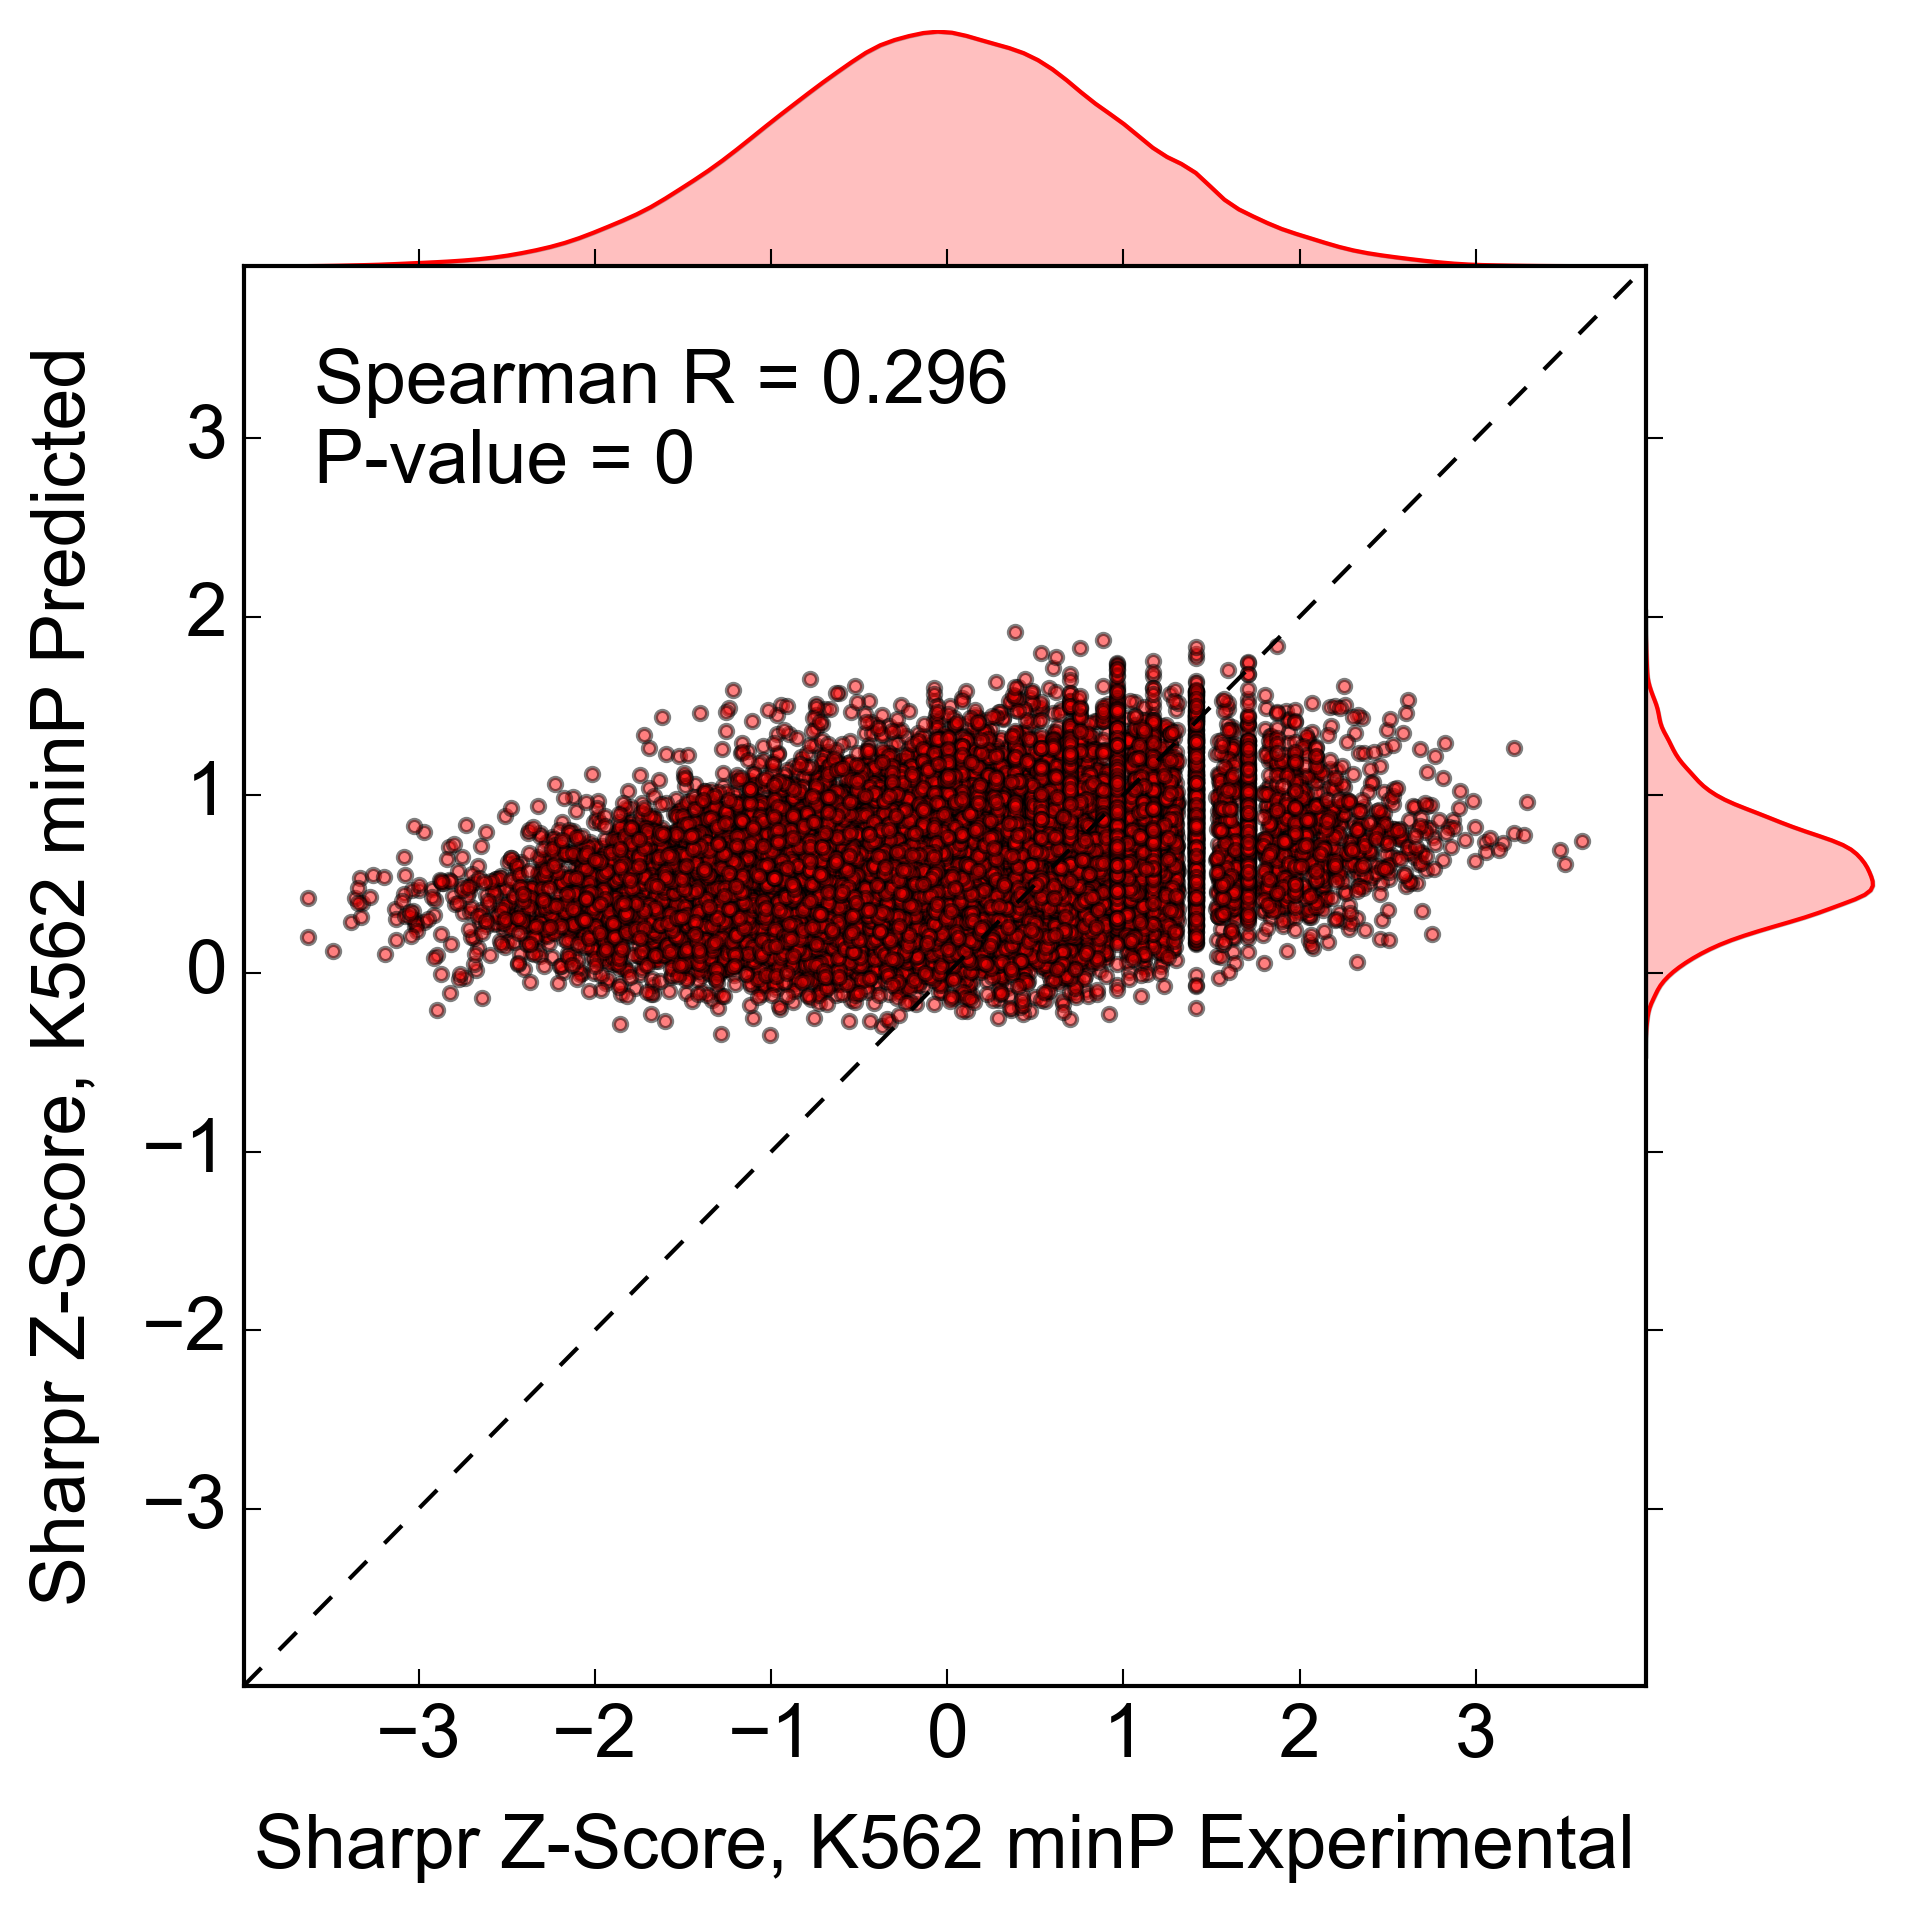 Spearman R = 0.296
P-value = 0
Sharpr Z-Score, K562 minP Predicted
3
2
1
0
−1
−2
−3
−3 −2 −1 0 1 2 3
Sharpr Z-Score, K562 minP Experimental